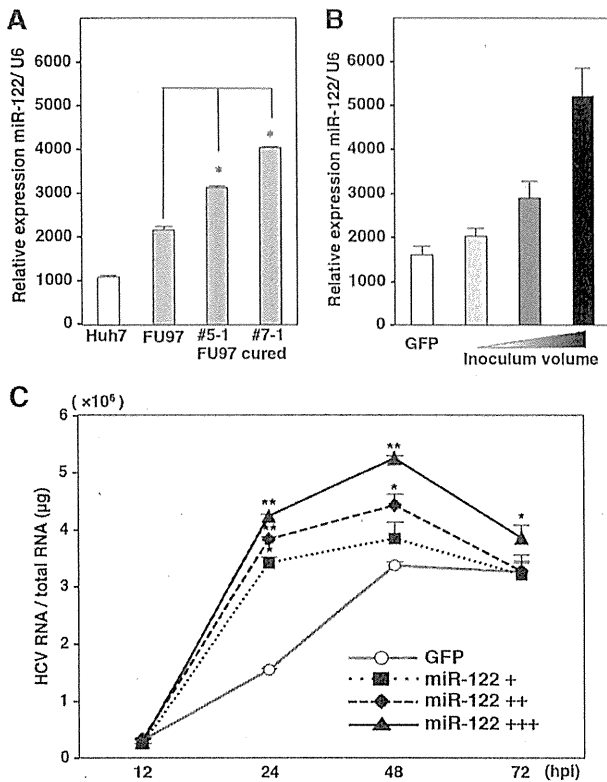 A
Relative expression miR-122/ U6
6000
5000
4000
3000
2000
1000
0
*
*
Huh7
FU97
#5-1
#7-1
FU97 cured
B
Relative expression miR-122/ U6
6000
5000
4000
3000
2000
1000
0
GFP
Inoculum volume
C
(×10⁶)
HCV RNA / total RNA (µg)
6
5
4
3
2
1
0
**
**
*
**
*
*
GFP
miR-122 +
miR-122 ++
miR-122 +++
12
24
48
72
(hpi)